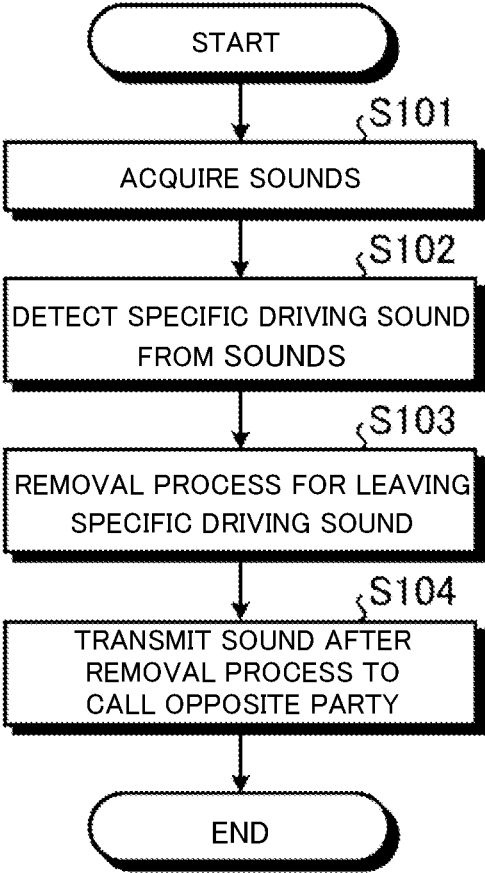 START
S101
ACQUIRE SOUNDS
S102
DETECT SPECIFIC DRIVING SOUND
FROM SOUNDS
S103
REMOVAL PROCESS FOR LEAVING
SPECIFIC DRIVING SOUND
S104
TRANSMIT SOUND AFTER
REMOVAL PROCESS TO
CALL OPPOSITE PARTY
END